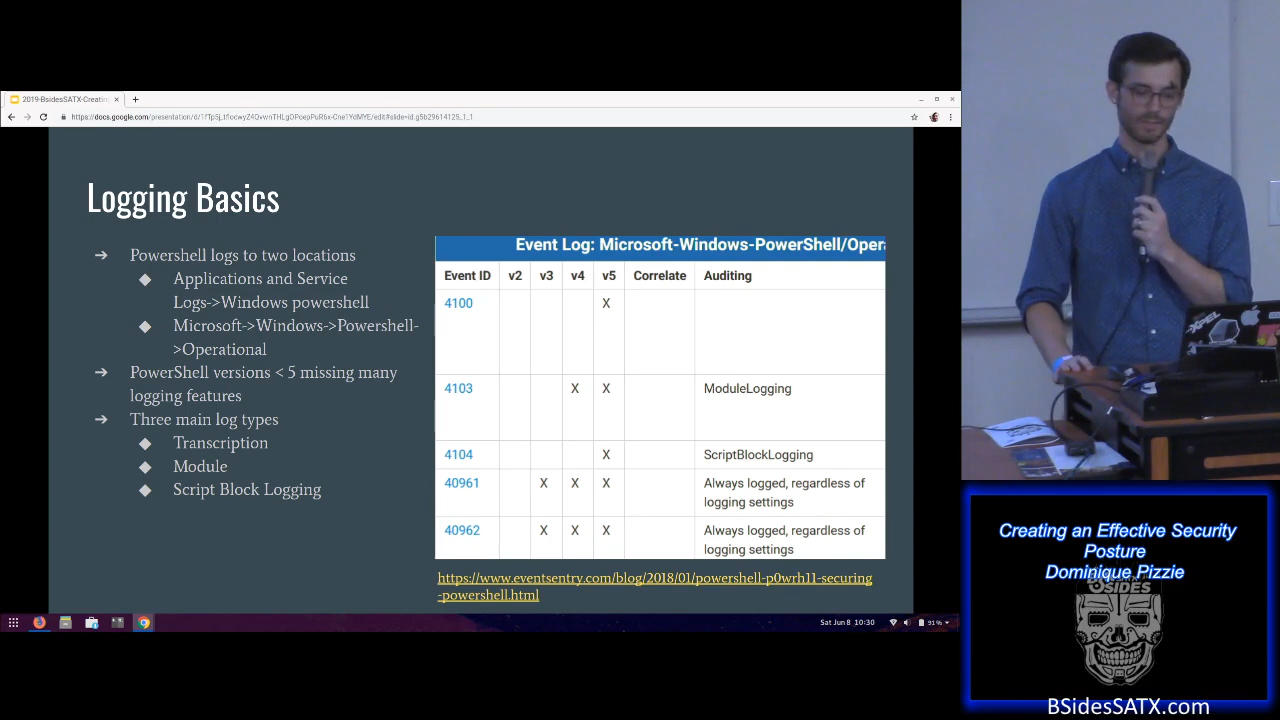 2019-BsidesSATX-Creatin
Logging Basics
➔ Powershell logs to two locations
◆ Applications and Service
Logs->Windows powershell
◆ Microsoft->Windows->Powershell-
>Operational
➔ PowerShell versions < 5 missing many
logging features
➔ Three main log types
◆ Transcription
◆ Module
◆ Script Block Logging
Event Log: Microsoft-Windows-PowerShell/Opera
Event ID v2 v3 v4 v5 Correlate Auditing
4100 X
4103 X X ModuleLogging
4104 X ScriptBlockLogging
40961 X X X Always logged, regardless of
logging settings
40962 X X X Always logged, regardless of
logging settings
https://www.eventsentry.com/blog/2018/01/powershell-p0wrh11-securing
-powershell.html
Sat Jun 8 10:30
91%
XPEL
Creating an Effective Security
Posture
Dominique Pizzie
BSIDES
BSidesSATX.com